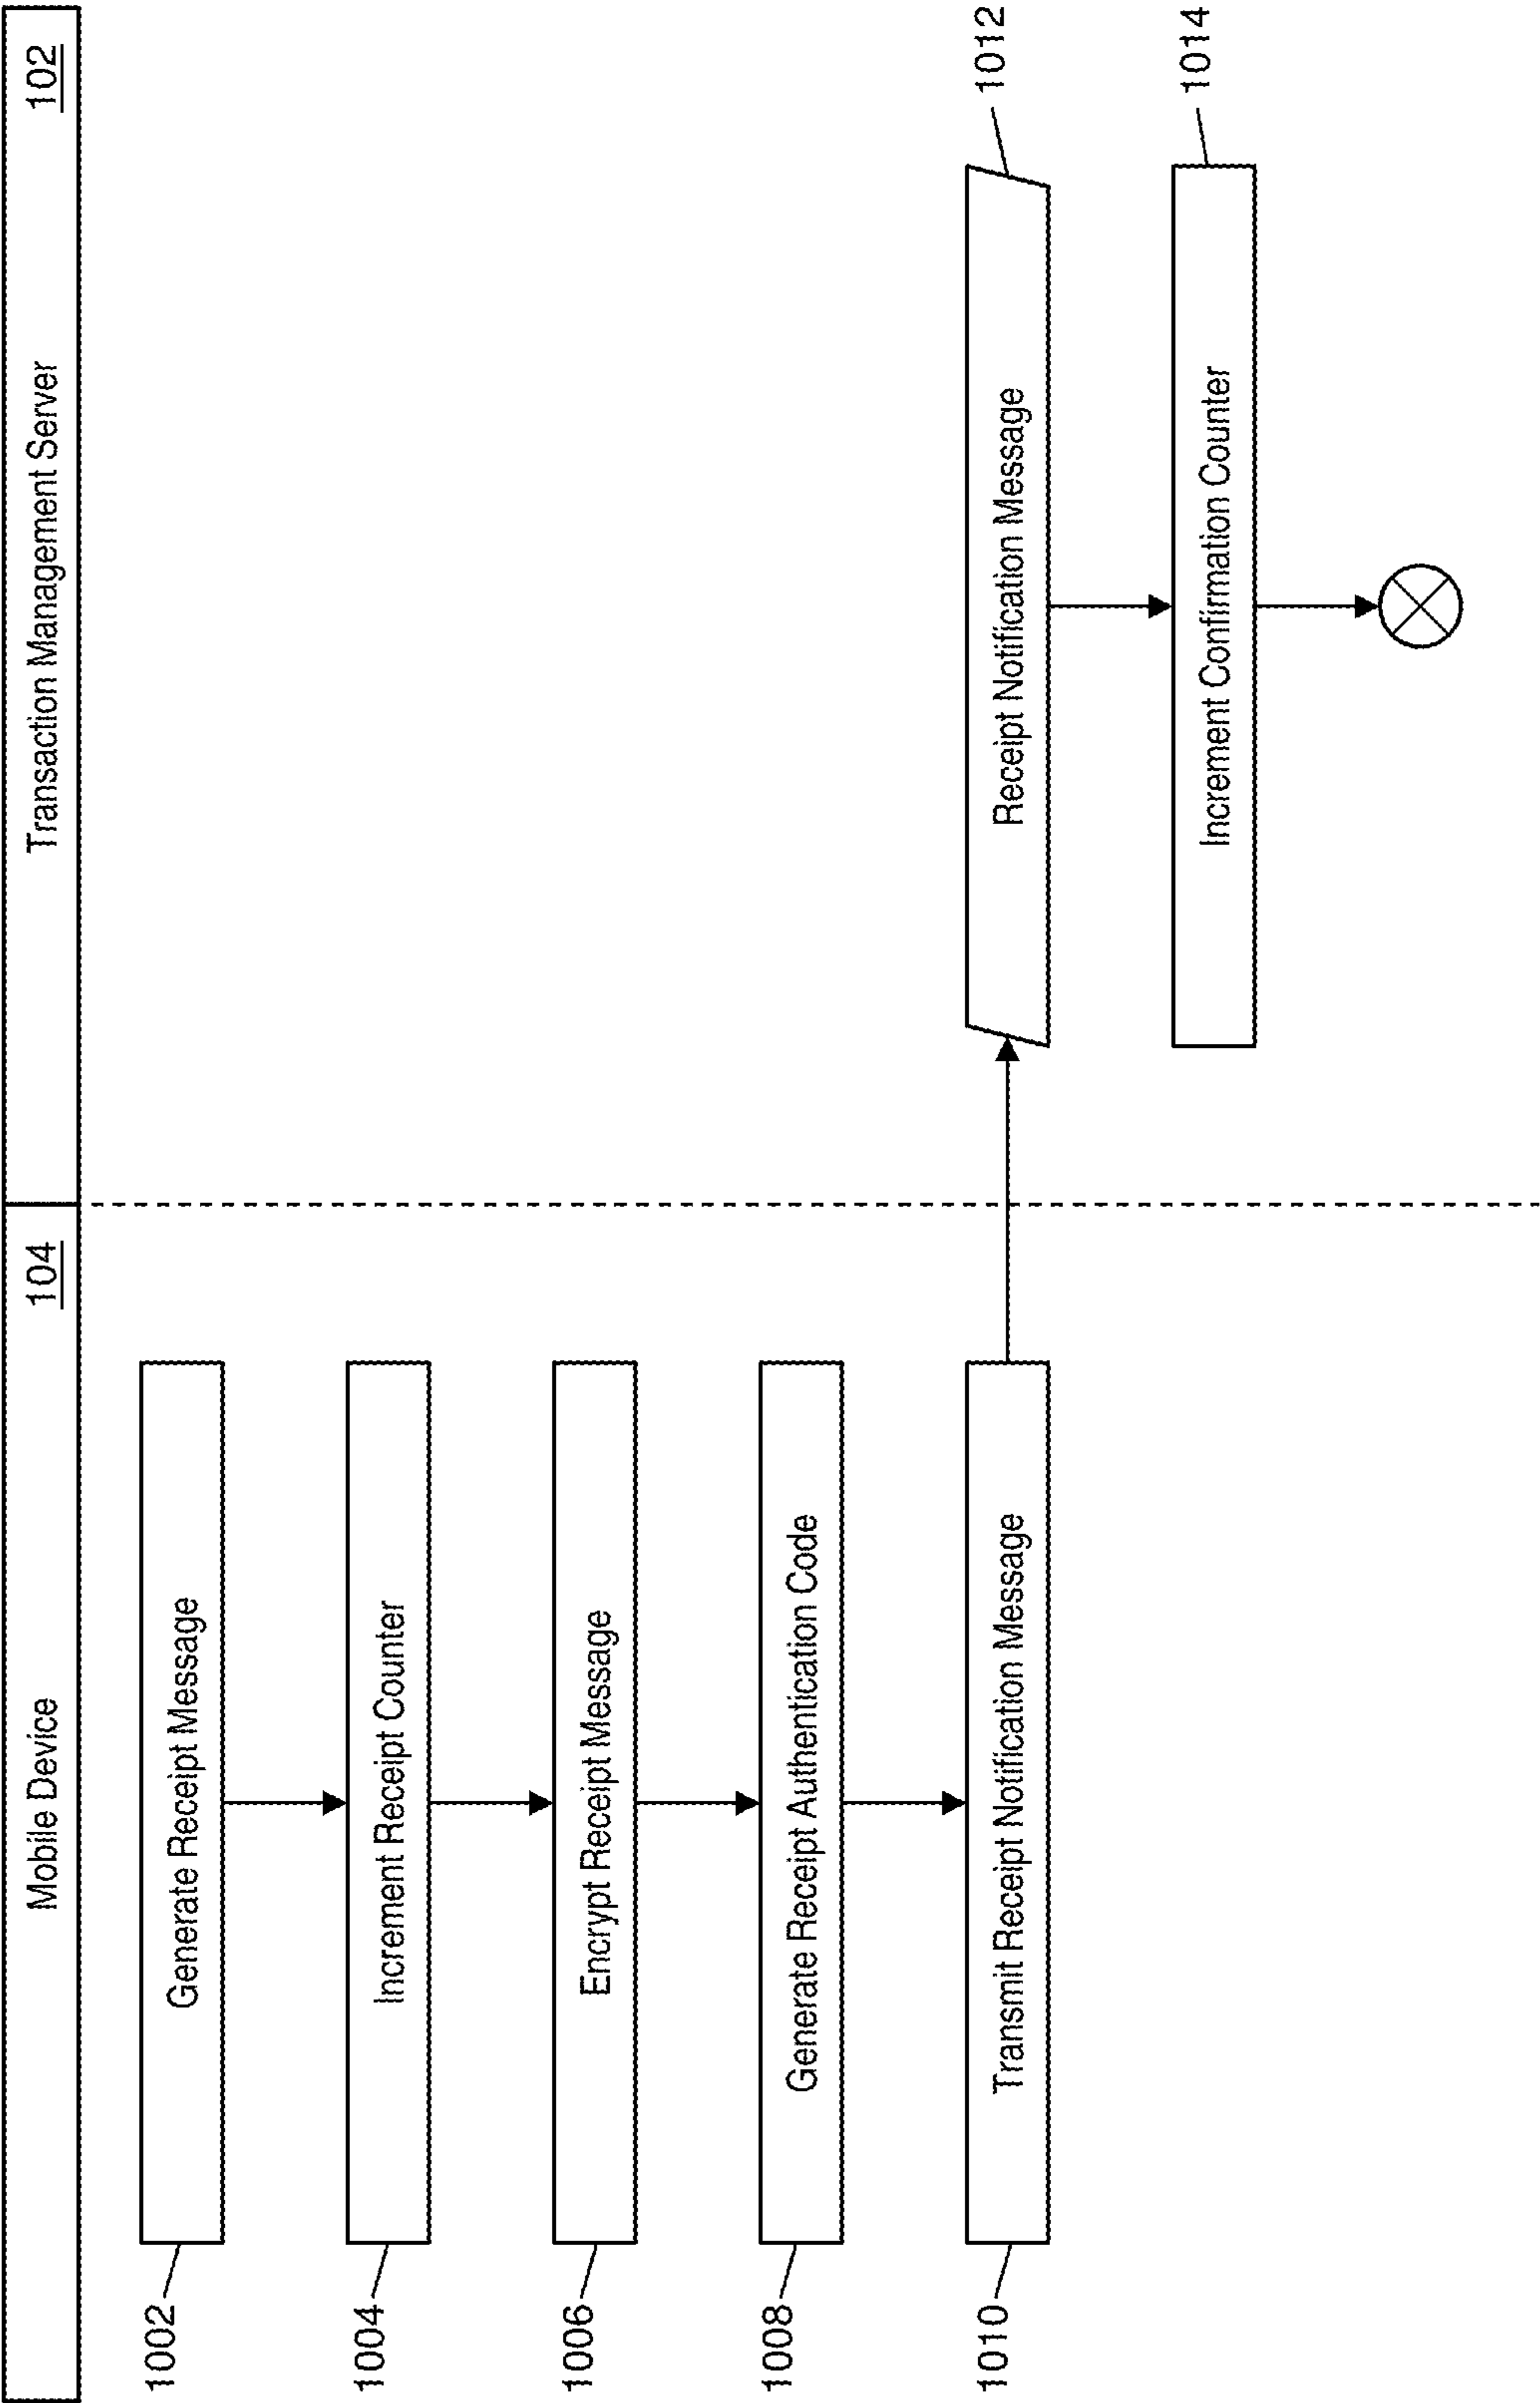 Mobile Device
104
Transaction Management Server
102
1002
Generate Receipt Message
1004
Increment Receipt Counter
1006
Encrypt Receipt Message
1008
Generate Receipt Authentication Code
1010
Transmit Receipt Notification Message
Receipt Notification Message
1012
Increment Confirmation Counter
1014